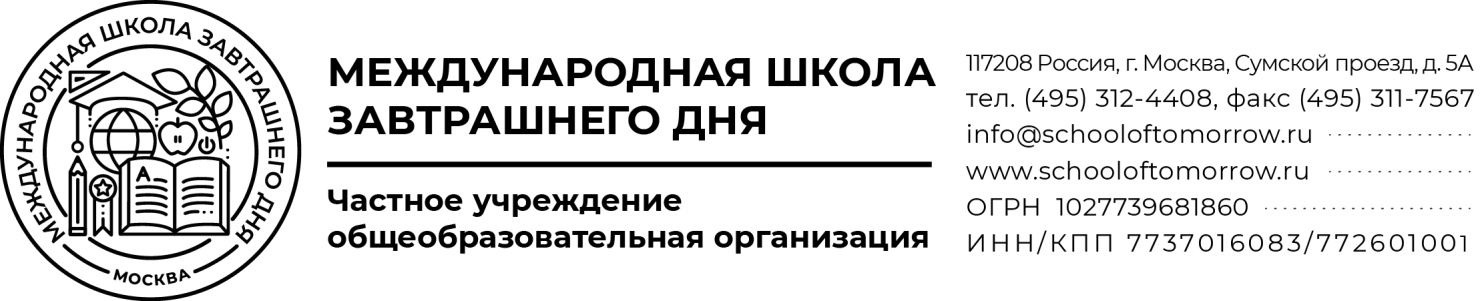 МЕЖДУНАРОДНАЯ ШКОЛА ЗАВТРАШНЕГО ДНЯ
A
МОСКВА
МЕЖДУНАРОДНАЯ ШКОЛА
ЗАВТРАШНЕГО ДНЯ
Частное учреждение
общеобразовательная организация
117208 Россия, г. Москва, Сумской проезд, д. 5А
тел. (495) 312-4408, факс (495) 311-7567
info@schooloftomorrow.ru
www.schooloftomorrow.ru
ОГРН 1027739681860
ИНН/КПП 7737016083/772601001